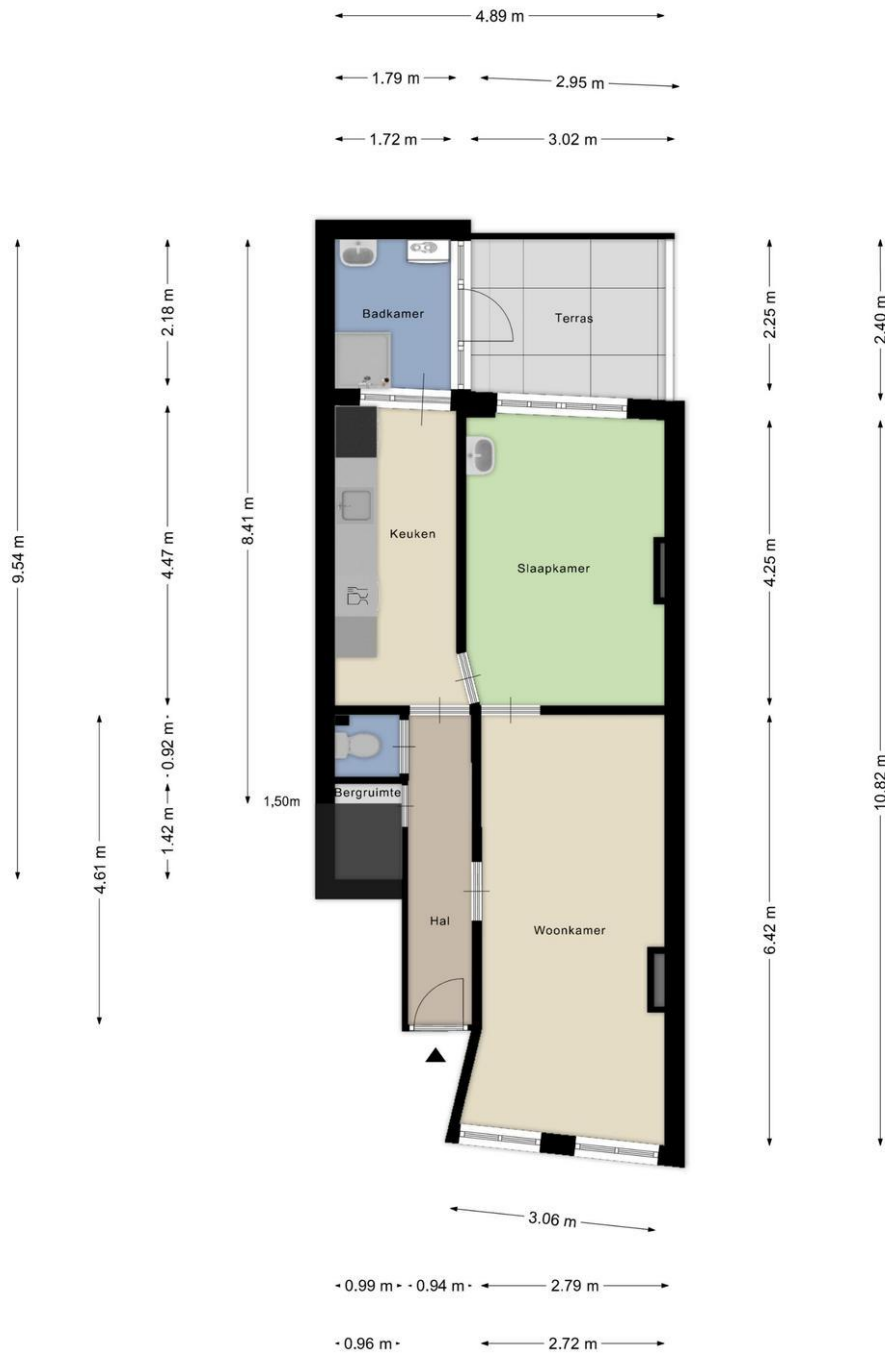 4.89 m
1.79 m
2.95 m
1.72 m
3.02 m
9.54 m
2.18 m
4.47 m
0.92 m
1.42 m
4.61 m
8.41 m
1,50m
Badkamer
Terras
Keuken
Slaapkamer
Bergruimte
Hal
Woonkamer
2.25 m
4.25 m
6.42 m
2.40 m
10.82 m
3.06 m
0.99 m
0.94 m
2.79 m
0.96 m
2.72 m